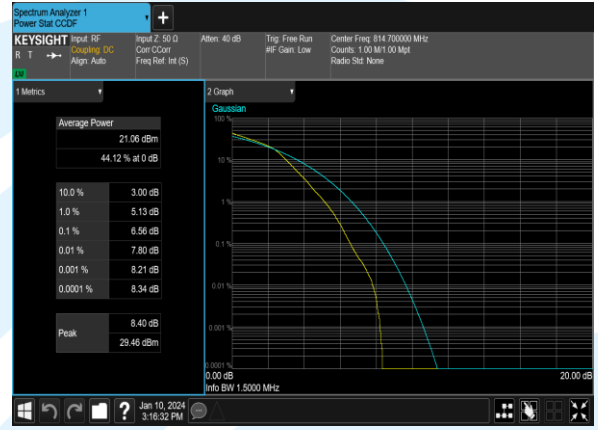 Spectrum Analyzer 1
Power Stat CCDF
KEYSIGHT
R T
LXI
Input: RF
Coupling: DC
Align: Auto
Input Z: 50 Ω
Corr CCorr
Freq Ref: Int (S)
Atten: 40 dB
Trig: Free Run
#IF Gain: Low
Center Freq: 814.700000 MHz
Counts: 1.00 M/1.00 Mpt
Radio Std: None
1 Metrics
Average Power
21.06 dBm
44.12 % at 0 dB
10.0 % 3.00 dB
1.0 % 5.13 dB
0.1 % 6.56 dB
0.01 % 7.80 dB
0.001 % 8.21 dB
0.0001 % 8.34 dB
Peak
8.40 dB
29.46 dBm
2 Graph
Gaussian
100 %
10 %
1 %
0.1 %
0.01 %
0.001 %
0.0001 %
0.00 dB
20.00 dB
Info BW 1.5000 MHz
?
Jan 10, 2024
3:16:32 PM